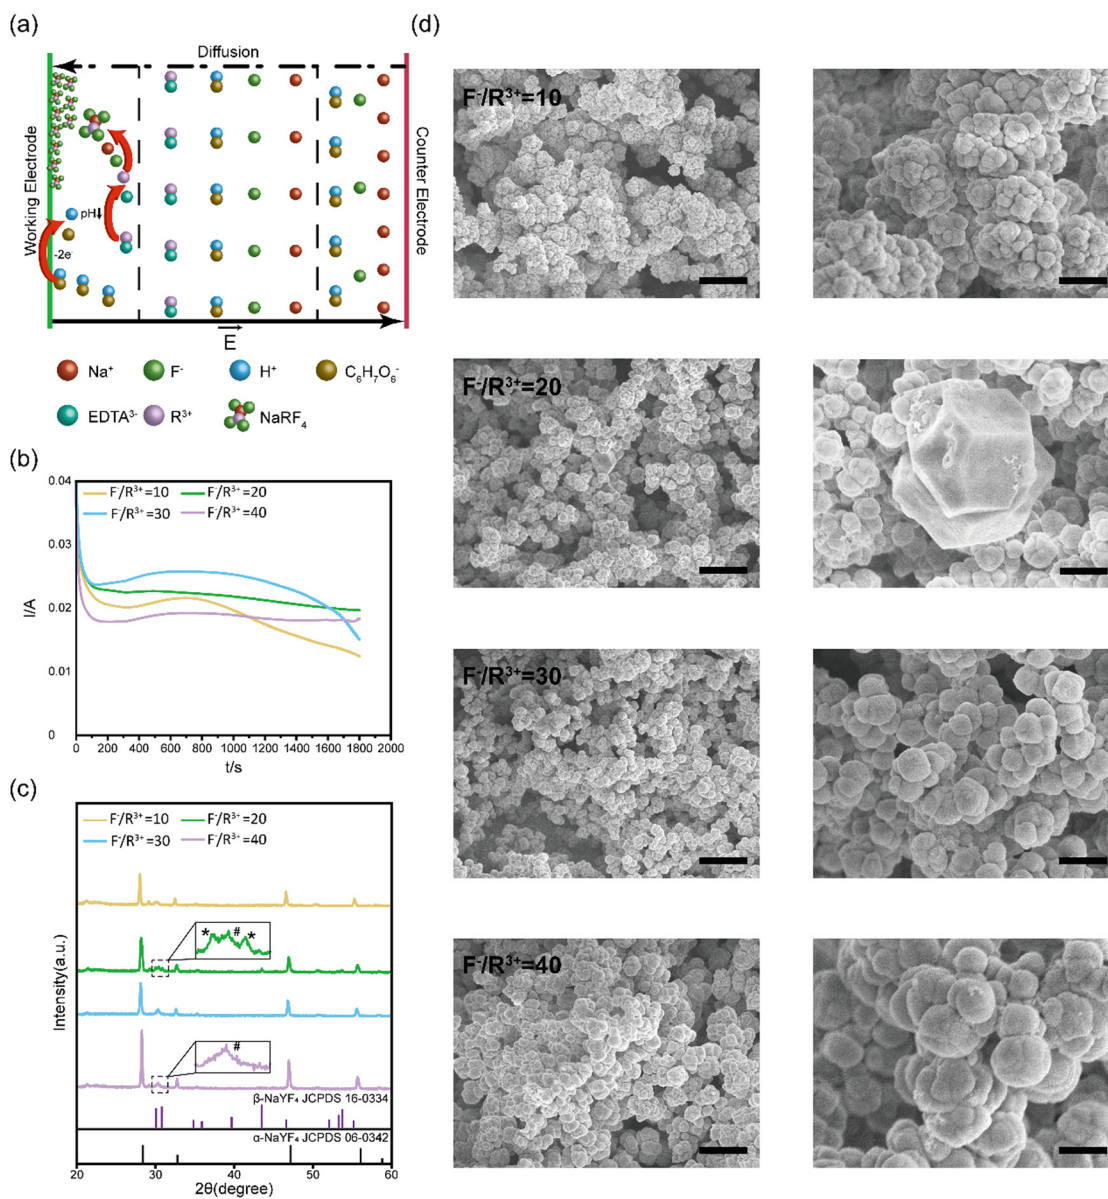 (a)
Diffusion
Working Electrode
Counter Electrode
pH⬇
-2e⁻
E
Na⁺
F⁻
H⁺
C₆H₇O₆⁻
EDTA³⁻
R³⁺
NaRF₄
(b)
0.04
0.03
0.02
0.01
0
I/A
F⁻/R³⁺=10
F⁻/R³⁺=20
F⁻/R³⁺=30
F⁻/R³⁺=40
0 200 400 600 800 1000 1200 1400 1600 1800 2000
t/s
(c)
F⁻/R³⁺=10
F⁻/R³⁺=20
F⁻/R³⁺=30
F⁻/R³⁺=40
Intensity(a.u.)
* # *
#
β-NaYF₄ JCPDS 16-0334
α-NaYF₄ JCPDS 06-0342
20 30 40 50 60
2θ(degree)
(d)
F⁻/R³⁺=10
F⁻/R³⁺=20
F⁻/R³⁺=30
F⁻/R³⁺=40